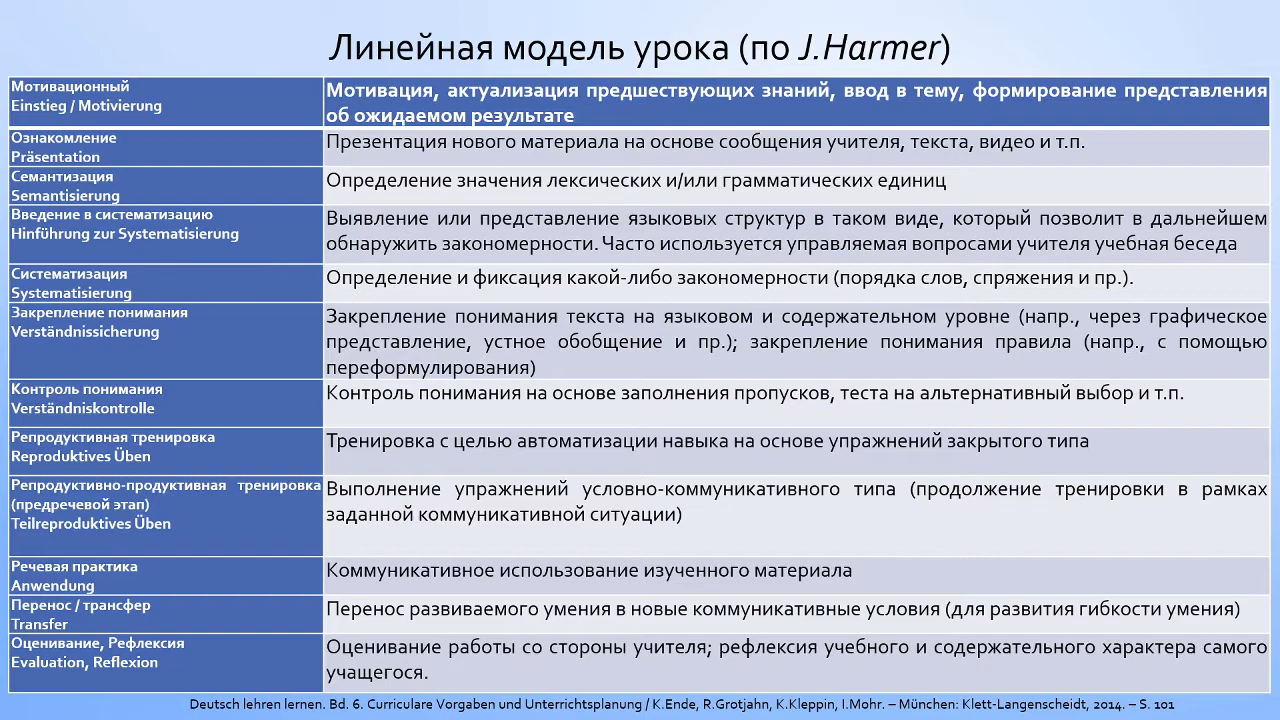 Линейная модель урока (по J.Harmer)
Мотивационный
Einstieg / Motivierung
Мотивация, актуализация предшествующих знаний, ввод в тему, формирование представления
об ожидаемом результате
Ознакомление
Präsentation
Презентация нового материала на основе сообщения учителя, текста, видео и т.п.
Семантизация
Semantisierung
Определение значения лексических и/или грамматических единиц
Введение в систематизацию
Hinführung zur Systematisierung
Выявление или представление языковых структур в таком виде, который позволит в дальнейшем
обнаружить закономерности. Часто используется управляемая вопросами учителя учебная беседа
Систематизация
Systematisierung
Определение и фиксация какой-либо закономерности (порядка слов, спряжения и пр.).
Закрепление понимания
Verständnissicherung
Закрепление понимания текста на языковом и содержательном уровне (напр., через графическое
представление, устное обобщение и пр.); закрепление понимания правила (напр., с помощью
переформулирования)
Контроль понимания
Verständniskontrolle
Контроль понимания на основе заполнения пропусков, теста на альтернативный выбор и т.п.
Репродуктивная тренировка
Reproduktives Üben
Тренировка с целью автоматизации навыка на основе упражнений закрытого типа
Репродуктивно-продуктивная тренировка
(предречевой этап)
Teilreproduktives Üben
Выполнение упражнений условно-коммуникативного типа (продолжение тренировки в рамках
заданной коммуникативной ситуации)
Речевая практика
Anwendung
Коммуникативное использование изученного материала
Перенос / трансфер
Transfer
Перенос развиваемого умения в новые коммуникативные условия (для развития гибкости умения)
Оценивание, Рефлексия
Evaluation, Reflexion
Оценивание работы со стороны учителя; рефлексия учебного и содержательного характера самого
учащегося.
Deutsch lehren lernen. Bd. 6. Curriculare Vorgaben und Unterrichtsplanung / K.Ende, R.Grotjahn, K.Kleppin, I.Mohr. – München: Klett-Langenscheidt, 2014. – S. 101